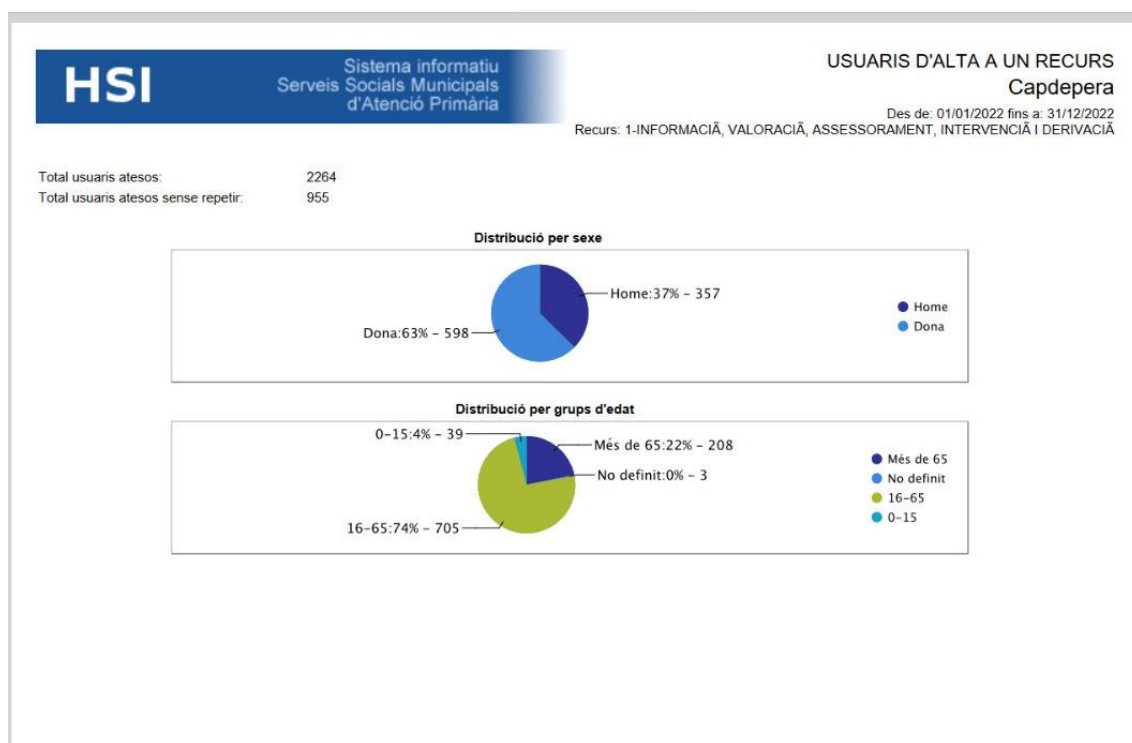 HSI
Sistema informatiu
Serveis Socials Municipals
d'Atenció Primària
USUARIS D'ALTA A UN RECURS
Capdepera
Des de: 01/01/2022 fins a: 31/12/2022
Recurs: 1-INFORMACIÃ, VALORACIÃ, ASSESSORAMENT, INTERVENCIÃ I DERIVACIÃ
Total usuaris atesos: 2264
Total usuaris atesos sense repetir: 955
Distribució per sexe
Home:37% - 357
Dona:63% - 598
Home
Dona
Distribució per grups d'edat
0-15:4% - 39
Més de 65:22% - 208
No definit:0% - 3
16-65:74% - 705
Més de 65
No definit
16-65
0-15